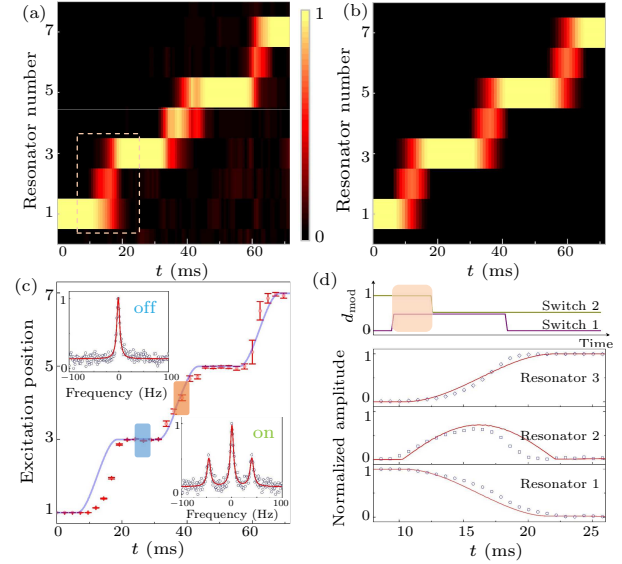 (a)
Resonator number
7
5
3
1
0
20
40
60
t (ms)
1
0
(b)
Resonator number
7
5
3
1
0
20
40
60
t (ms)
(c)
Excitation position
7
5
3
1
0
20
40
60
t (ms)
off
1
0
−100
0
100
Frequency (Hz)
on
1
0
−100
0
100
Frequency (Hz)
(d)
d_mod
1
0
Switch 2
Switch 1
Time
Normalized amplitude
1
0
Resonator 3
1
0
Resonator 2
1
0
Resonator 1
10
15
20
25
t (ms)